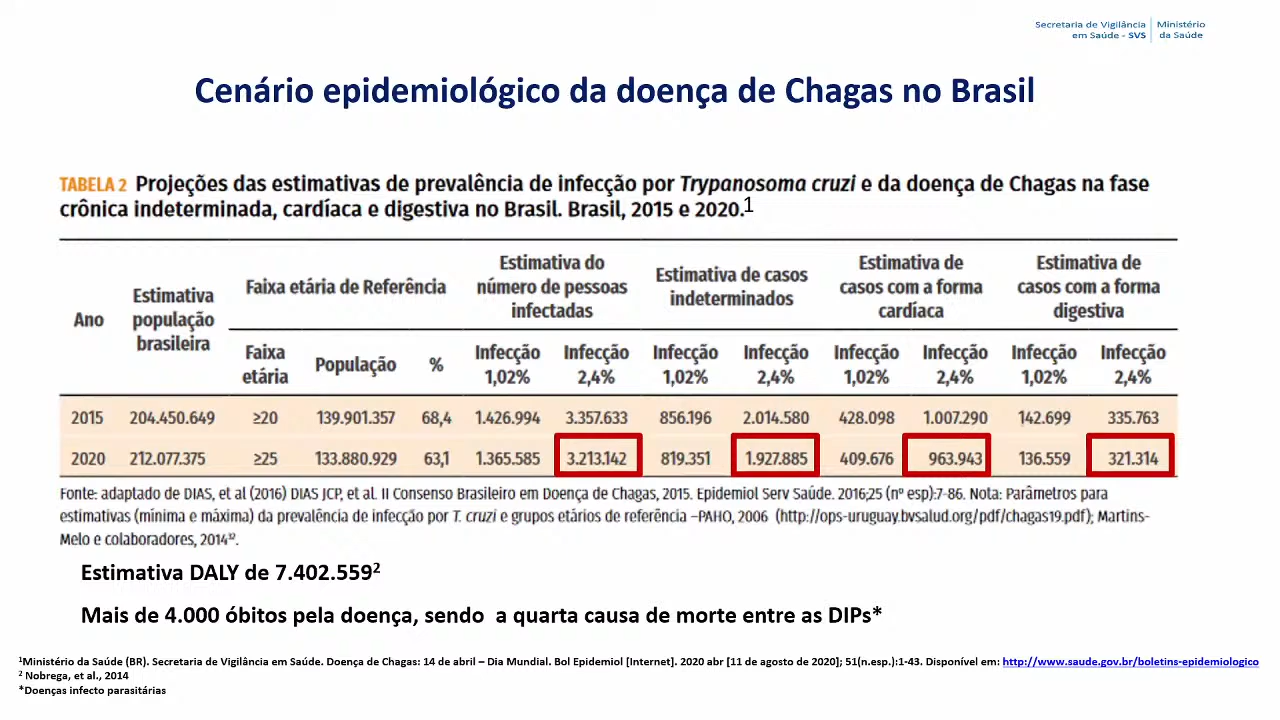 Secretaria de Vigilância em Saúde - SVS
Ministério da Saúde
Cenário epidemiológico da doença de Chagas no Brasil
TABELA 2 Projeções das estimativas de prevalência de infecção por Trypanosoma cruzi e da doença de Chagas na fase
crônica indeterminada, cardíaca e digestiva no Brasil. Brasil, 2015 e 2020.1
Ano
Estimativa população brasileira
Faixa etária de Referência
Estimativa do número de pessoas infectadas
Estimativa de casos indeterminados
Estimativa de casos com a forma cardíaca
Estimativa de casos com a forma digestiva
Faixa etária População % Infecção 1,02% Infecção 2,4% Infecção 1,02% Infecção 2,4% Infecção 1,02% Infecção 2,4% Infecção 1,02% Infecção 2,4%
2015 204.450.649 ≥20 139.901.357 68,4 1.426.994 3.357.633 856.196 2.014.580 428.098 1.007.290 142.699 335.763
2020 212.077.375 ≥25 133.880.929 63,1 1.365.585 3.213.142 819.351 1.927.885 409.676 963.943 136.559 321.314
Fonte: adaptado de DIAS, et al (2016) DIAS JCP, et al. II Consenso Brasileiro em Doença de Chagas, 2015. Epidemiol Serv Saúde. 2016;25 (nº esp):7-86. Nota: Parâmetros para
estimativas (mínima e máxima) da prevalência de infecção por T. cruzi e grupos etários de referência –PAHO, 2006 (http://ops-uruguay.bvsalud.org/pdf/chagas19.pdf); Martins-
Melo e colaboradores, 2014¹².
Estimativa DALY de 7.402.559²
Mais de 4.000 óbitos pela doença, sendo a quarta causa de morte entre as DIPs*
¹Ministério da Saúde (BR). Secretaria de Vigilância em Saúde. Doença de Chagas: 14 de abril – Dia Mundial. Bol Epidemiol [Internet]. 2020 abr [11 de agosto de 2020]; 51(n.esp.):1-43. Disponível em: http://www.saude.gov.br/boletins-epidemiologico
² Nobrega, et al., 2014
*Doenças infecto parasitárias